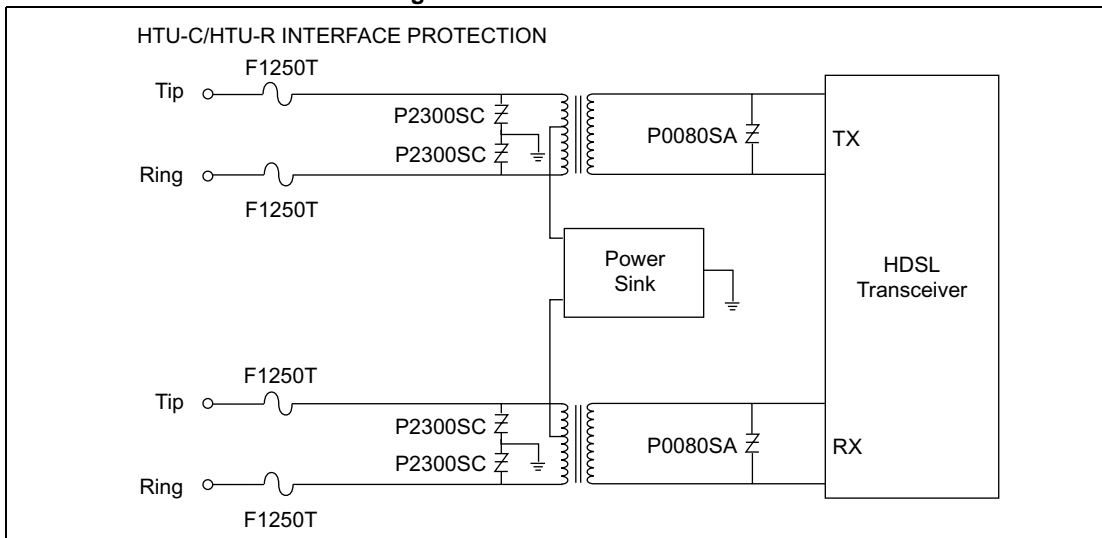 HTU-C/HTU-R INTERFACE PROTECTION
F1250T
Tip
P2300SC
P2300SC
Ring
F1250T
P0080SA
TX
Power
Sink
HDSL
Transceiver
F1250T
Tip
P2300SC
P2300SC
Ring
F1250T
P0080SA
RX